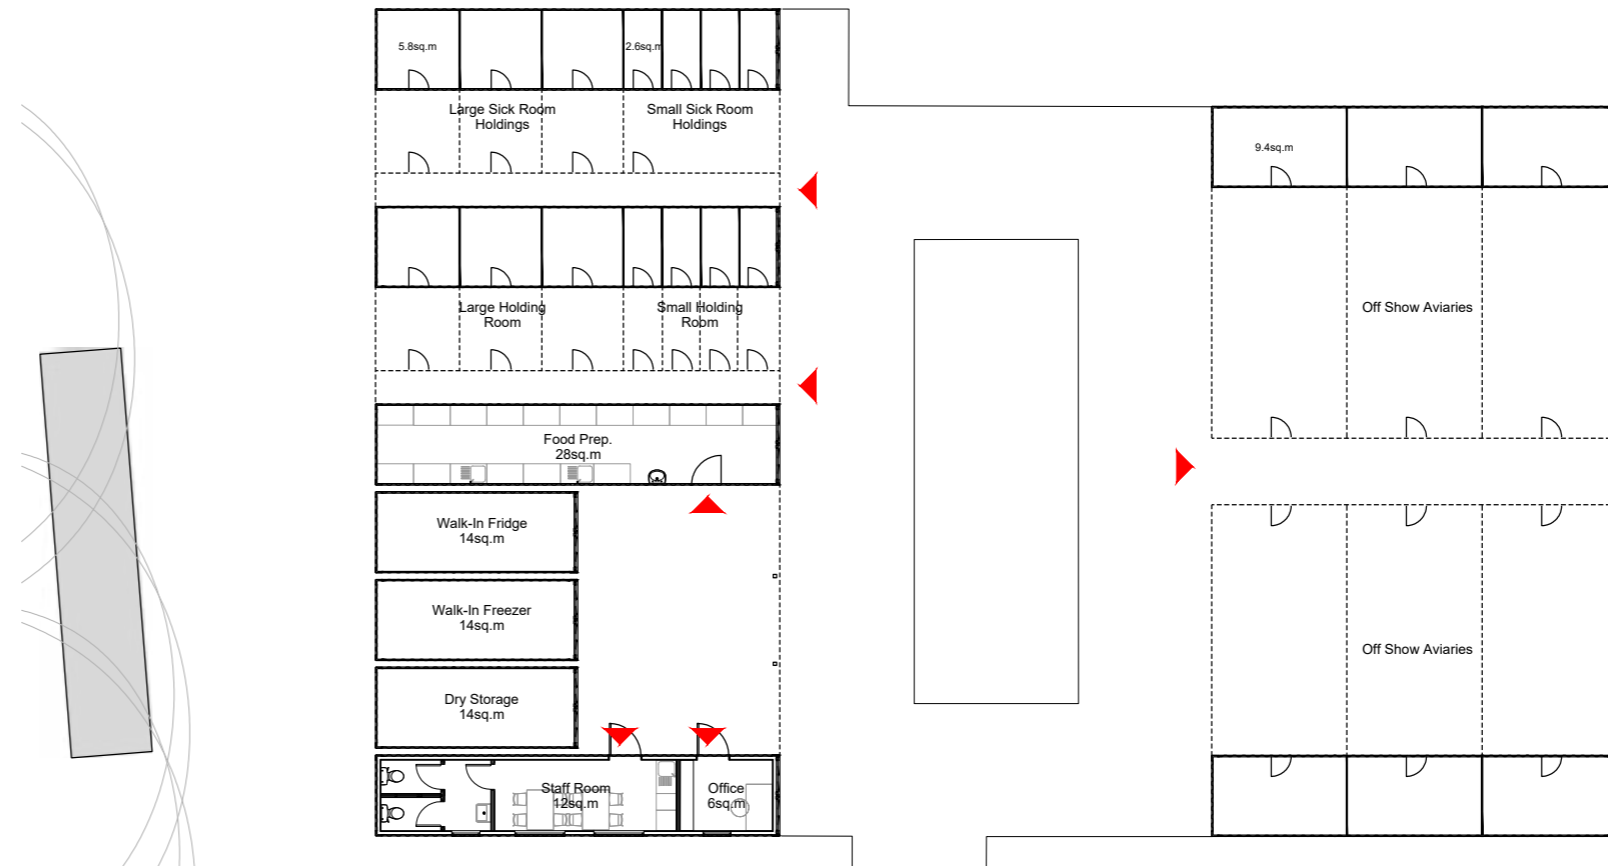 5.8sq.m
2.6sq.m
Large Sick Room
Holdings
Small Sick Room
Holdings
9.4sq.m
Large Holding
Room
Small Holding
Room
Off Show Aviaries
Food Prep.
28sq.m
Walk-In Fridge
14sq.m
Walk-In Freezer
14sq.m
Off Show Aviaries
Dry Storage
14sq.m
Staff Room
12sq.m
Office
6sq.m